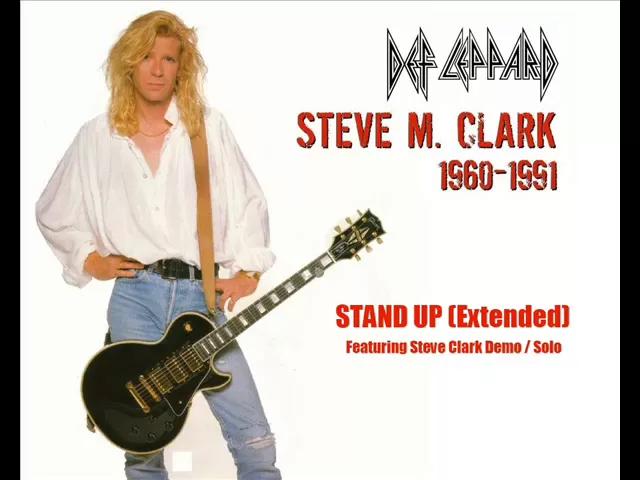 DEF LEPPARD
STEVE M. CLARK
1960-1991
STAND UP (Extended)
Featuring Steve Clark Demo / Solo